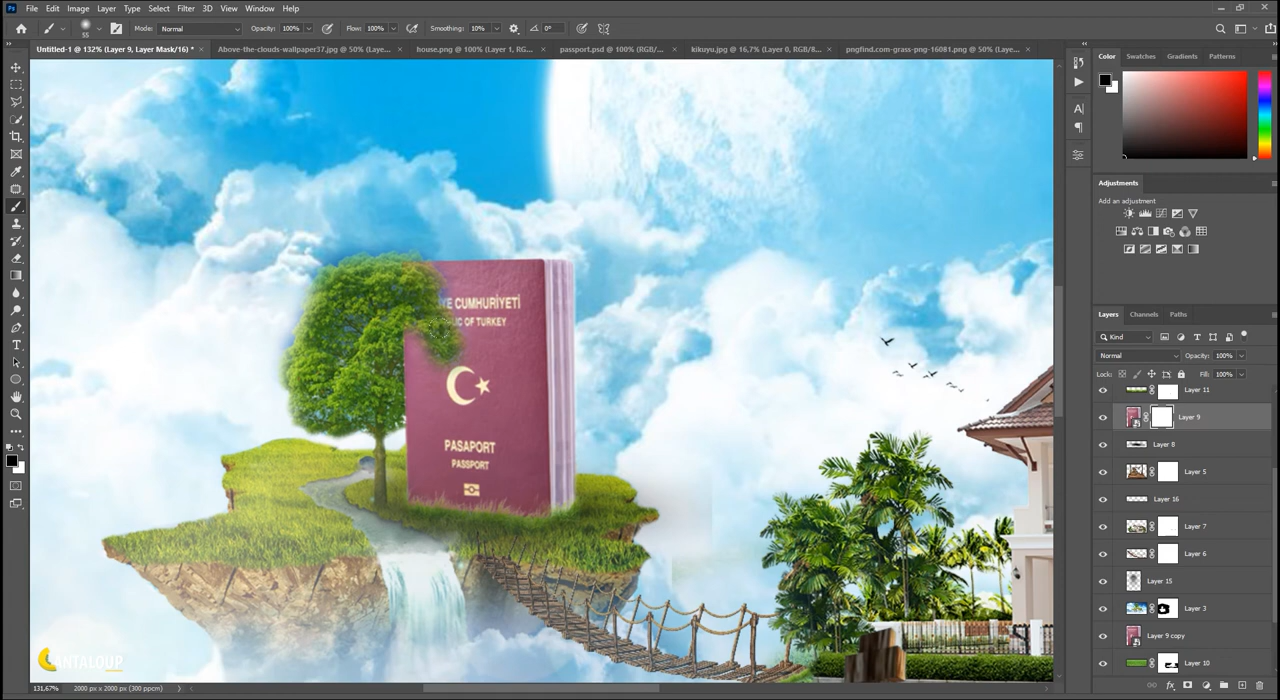 File Edit Image Layer Type Select Filter 3D View Window Help
55 Mode: Normal Opacity: 100% Flow: 100% Smoothing: 10% 0°
Untitled-1 @ 132% (Layer 9, Layer Mask/16) * × Above-the-clouds-wallpaper37.jpg @ 50% (Laye... × house.png @ 100% (Layer 1, RG... × passport.psd @ 100% (RGB/... × kikuyu.jpg @ 16,7% (Layer 0, RGB/8... × pngfind.com-grass-png-16081.png @ 50% (Laye... ×
Color Swatches Gradients Patterns
Adjustments
Add an adjustment
YE CUMHURİYETİ
LIC OF TURKEY
PASAPORT
PASSPORT
Layers Channels Paths
Kind
Normal Opacity: 100%
Lock: Fill: 100%
Layer 11
Layer 9
Layer 8
Layer 5
Layer 16
Layer 7
Layer 6
Layer 15
Layer 3
Layer 9 copy
Layer 10
CANTALOUP
131,67% 2000 px x 2000 px (300 ppcm)